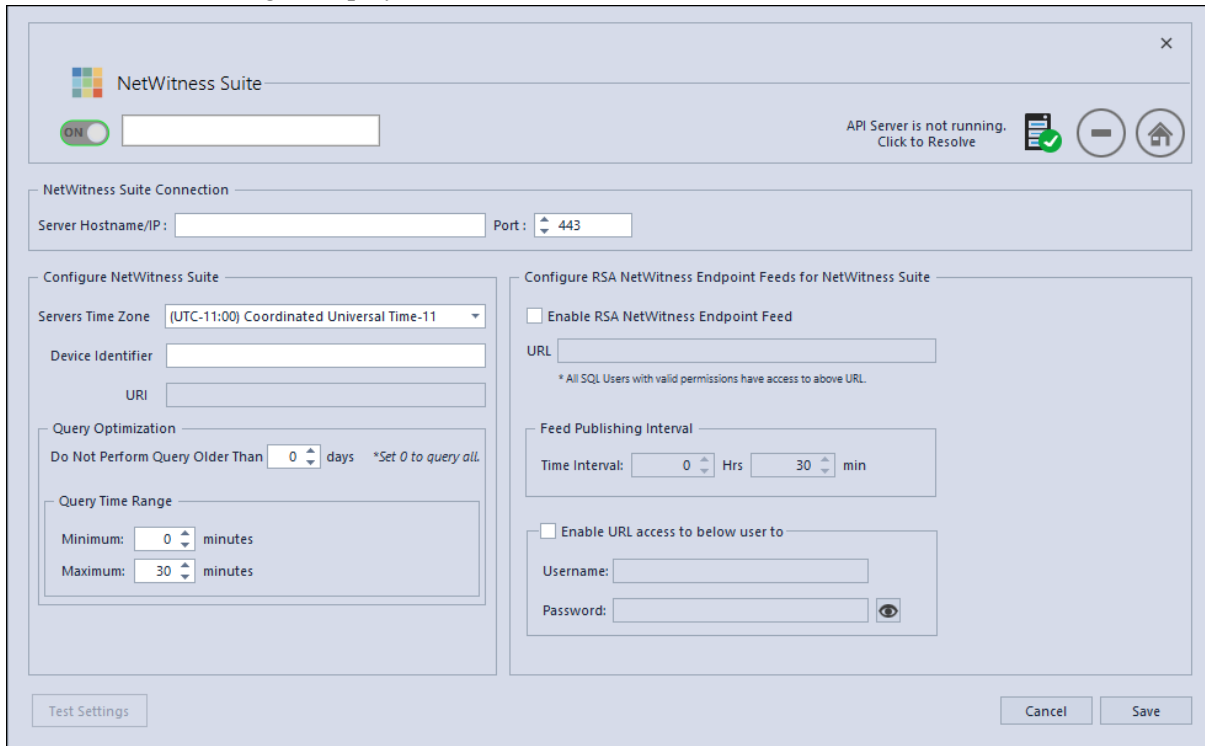 NetWitness Suite
ON
API Server is not running.
Click to Resolve
NetWitness Suite Connection
Server Hostname/IP :
Port : 443
Configure NetWitness Suite
Servers Time Zone (UTC-11:00) Coordinated Universal Time-11
Device Identifier
URI
Query Optimization
Do Not Perform Query Older Than 0 days *Set 0 to query all.
Query Time Range
Minimum: 0 minutes
Maximum: 30 minutes
Configure RSA NetWitness Endpoint Feeds for NetWitness Suite
Enable RSA NetWitness Endpoint Feed
URL
* All SQL Users with valid permissions have access to above URL.
Feed Publishing Interval
Time Interval: 0 Hrs 30 min
Enable URL access to below user to
Username:
Password:
Test Settings
Cancel Save